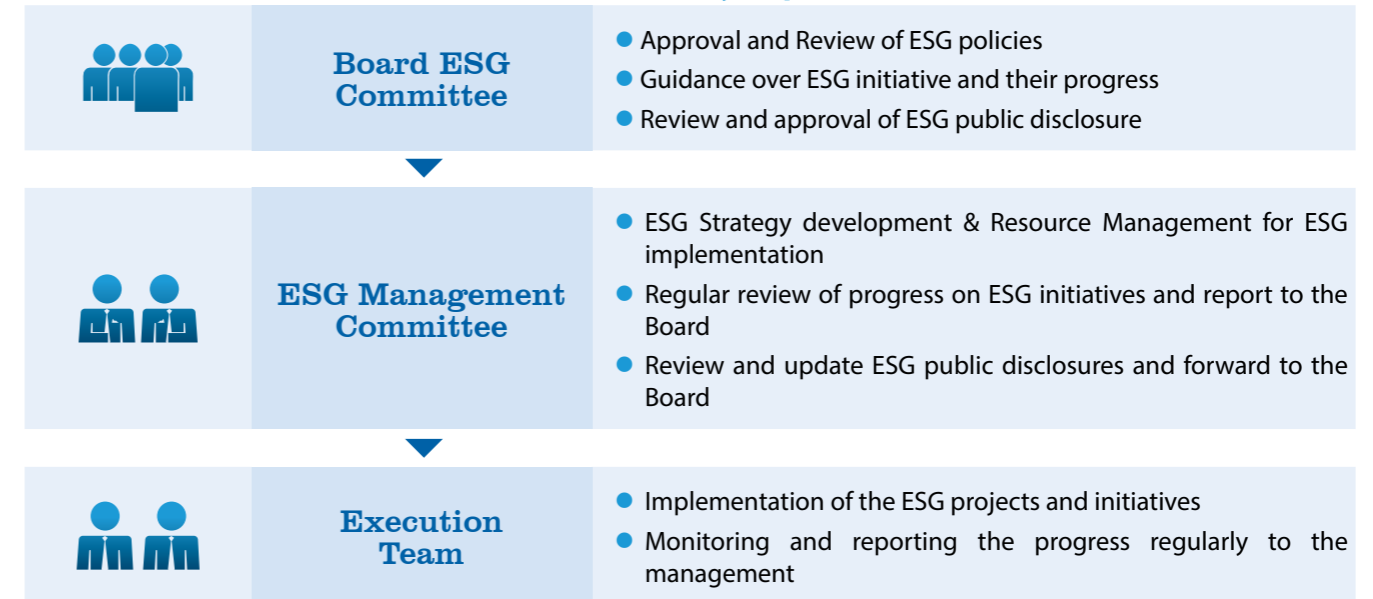 Board ESG
Committee
Approval and Review of ESG policies
Guidance over ESG initiative and their progress
Review and approval of ESG public disclosure
ESG Management
Committee
ESG Strategy development & Resource Management for ESG
implementation
Regular review of progress on ESG initiatives and report to the
Board
Review and update ESG public disclosures and forward to the
Board
Execution
Team
Implementation of the ESG projects and initiatives
Monitoring and reporting the progress regularly to the
management